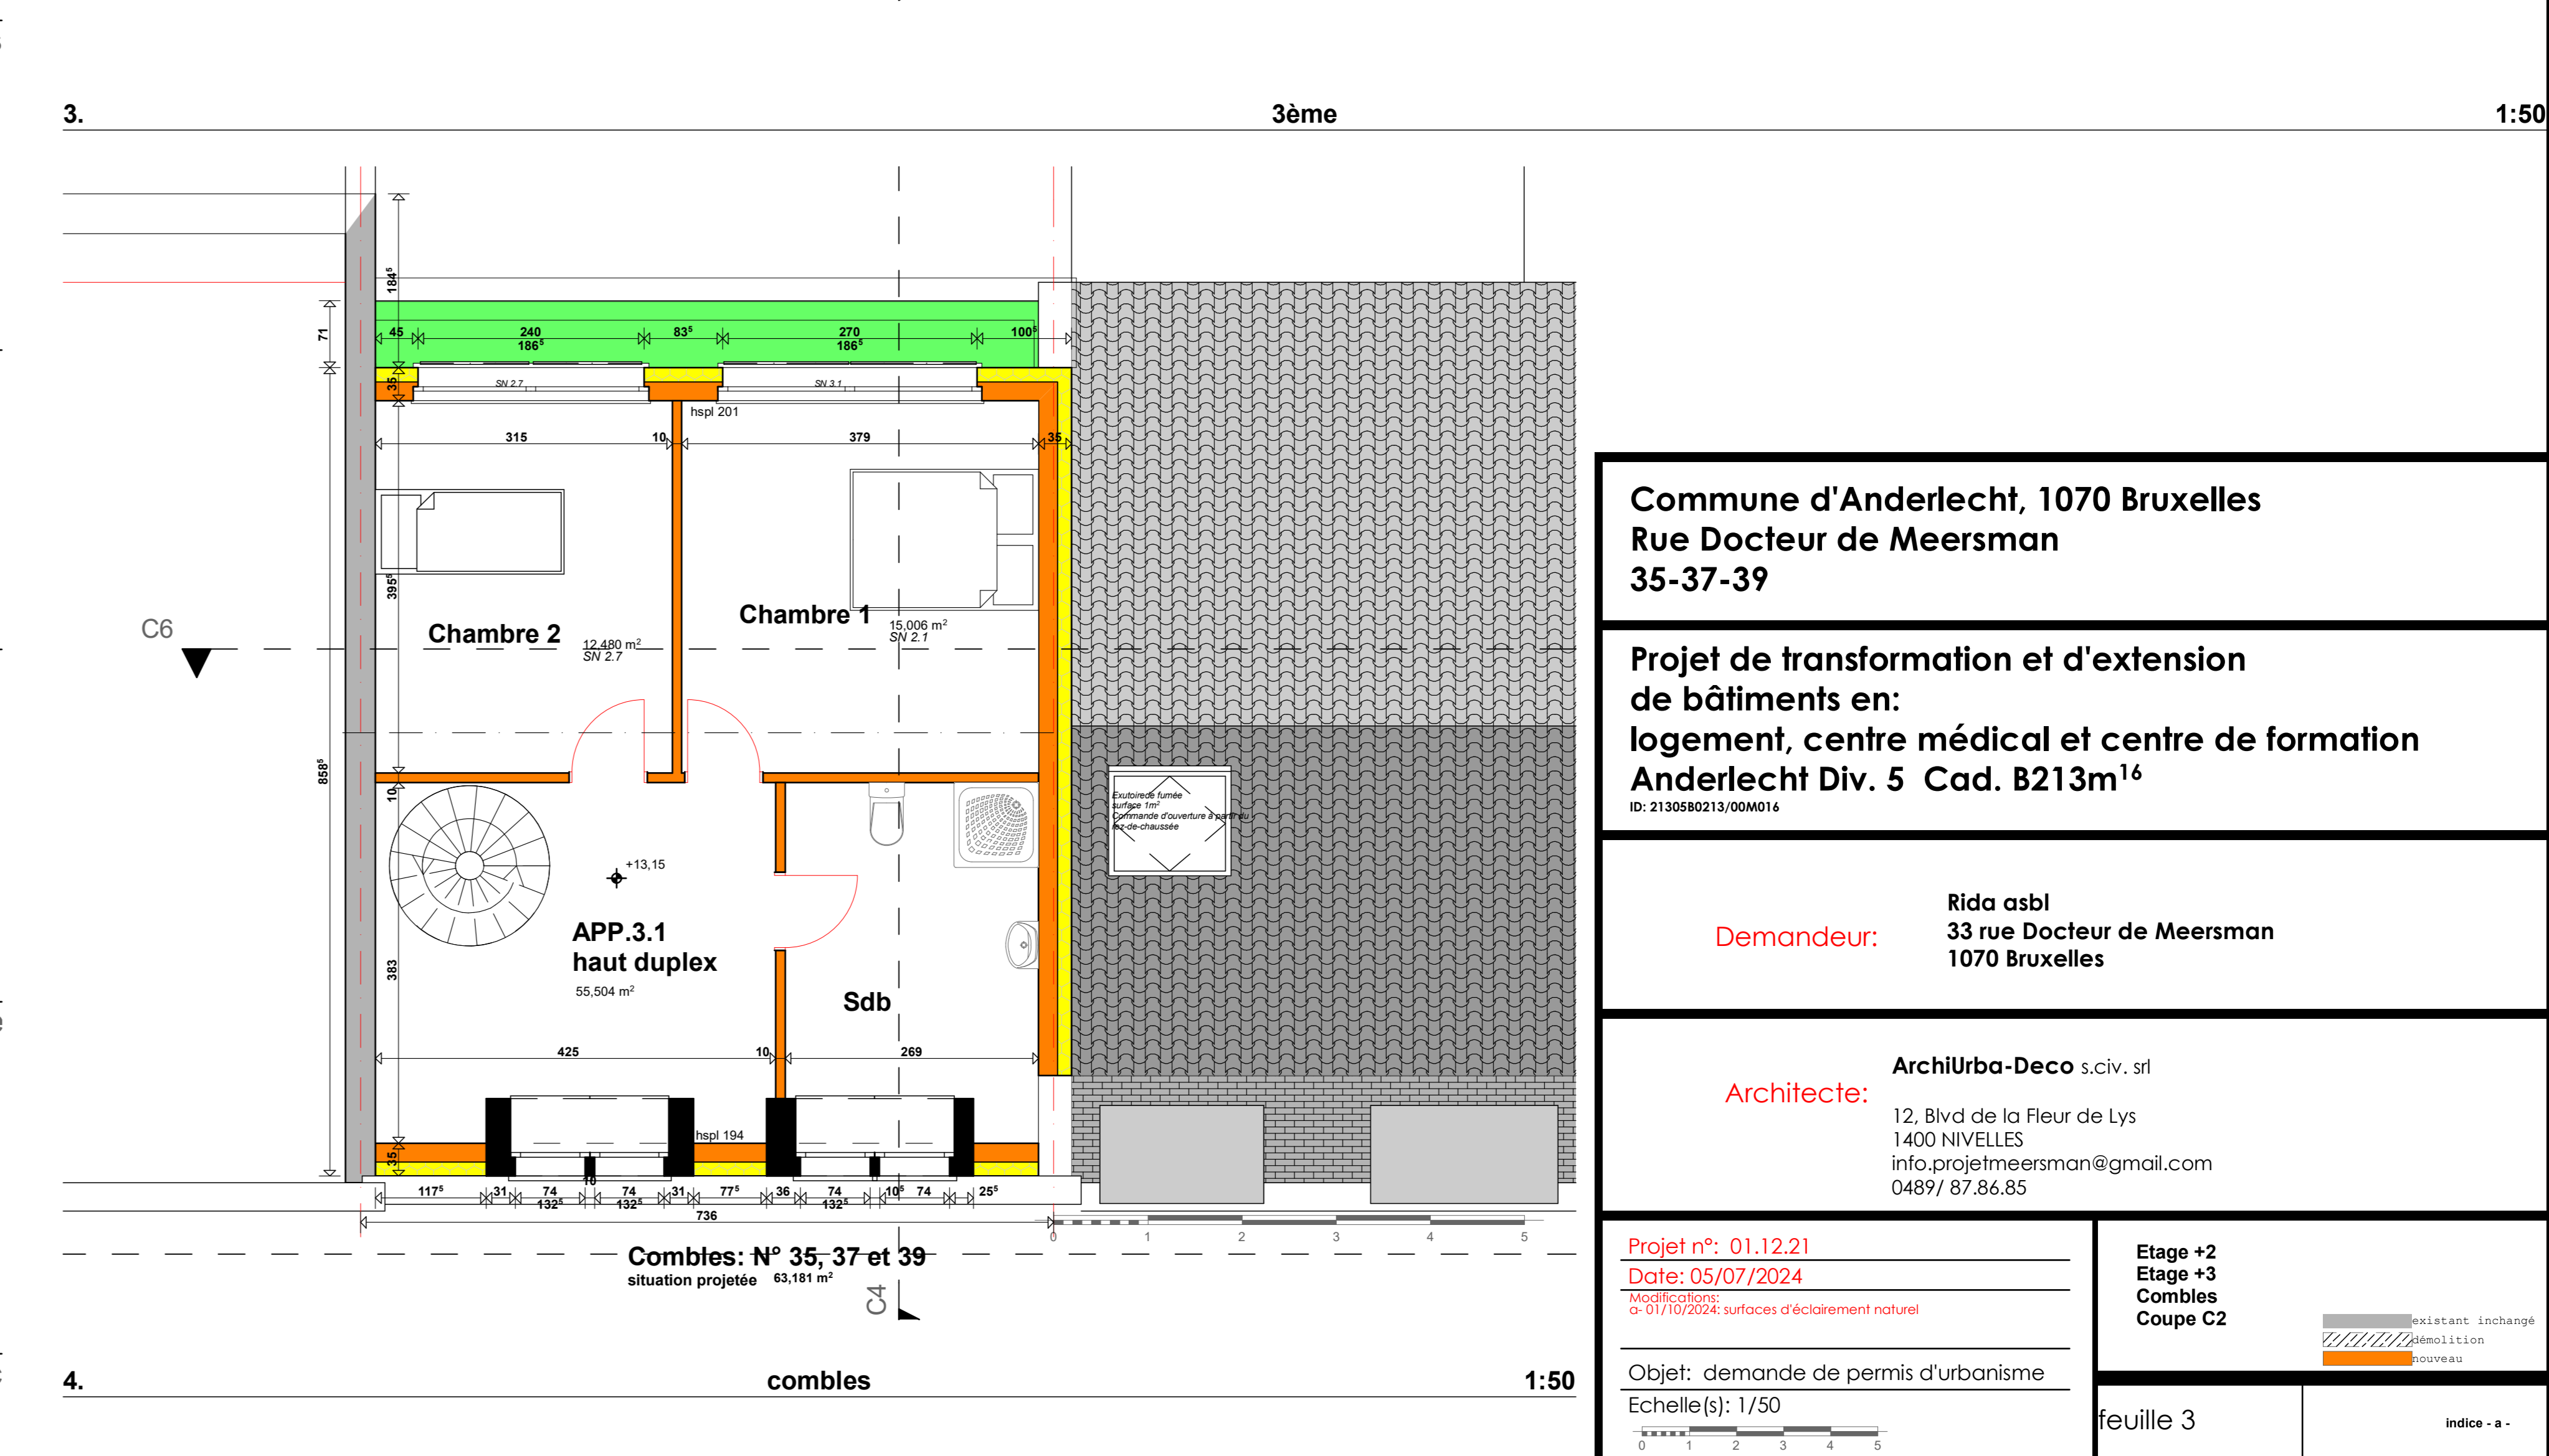 3.
3ème
1:50
184⁵
71
45
240
186⁵
83⁵
270
186⁵
100⁵
35
SN 2.7
SN 3.1
hspl 201
315
10
379
35
395⁵
Chambre 2
12,480 m²
SN 2.7
Chambre 1
15,006 m²
SN 2.1
C6
858⁵
10
+13,15
APP.3.1
haut duplex
55,504 m²
383
Sdb
Exutoirede fumée
surface 1m²
Commande d'ouverture à partir du
rez-de-chaussée
425
10
269
hspl 194
35
117⁵
31
74
132⁵
10
74
132⁵
31
77⁵
36
74
132⁵
10⁵
74
25⁵
736
0 1 2 3 4 5
Combles: N° 35, 37 et 39
situation projetée 63,181 m²
C4
4.
combles
1:50
Commune d'Anderlecht, 1070 Bruxelles
Rue Docteur de Meersman
35-37-39
Projet de transformation et d'extension
de bâtiments en:
logement, centre médical et centre de formation
Anderlecht Div. 5 Cad. B213m¹⁶
ID: 21305B0213/00M016
Demandeur:
Rida asbl
33 rue Docteur de Meersman
1070 Bruxelles
Architecte:
ArchiUrba-Deco s.civ. srl
12, Blvd de la Fleur de Lys
1400 NIVELLES
info.projetmeersman@gmail.com
0489/ 87.86.85
Projet n°: 01.12.21
Date: 05/07/2024
Modifications:
a- 01/10/2024: surfaces d'éclairement naturel
Objet: demande de permis d'urbanisme
Echelle(s): 1/50
0 1 2 3 4 5
Etage +2
Etage +3
Combles
Coupe C2
existant inchangé
démolition
nouveau
feuille 3
indice - a -